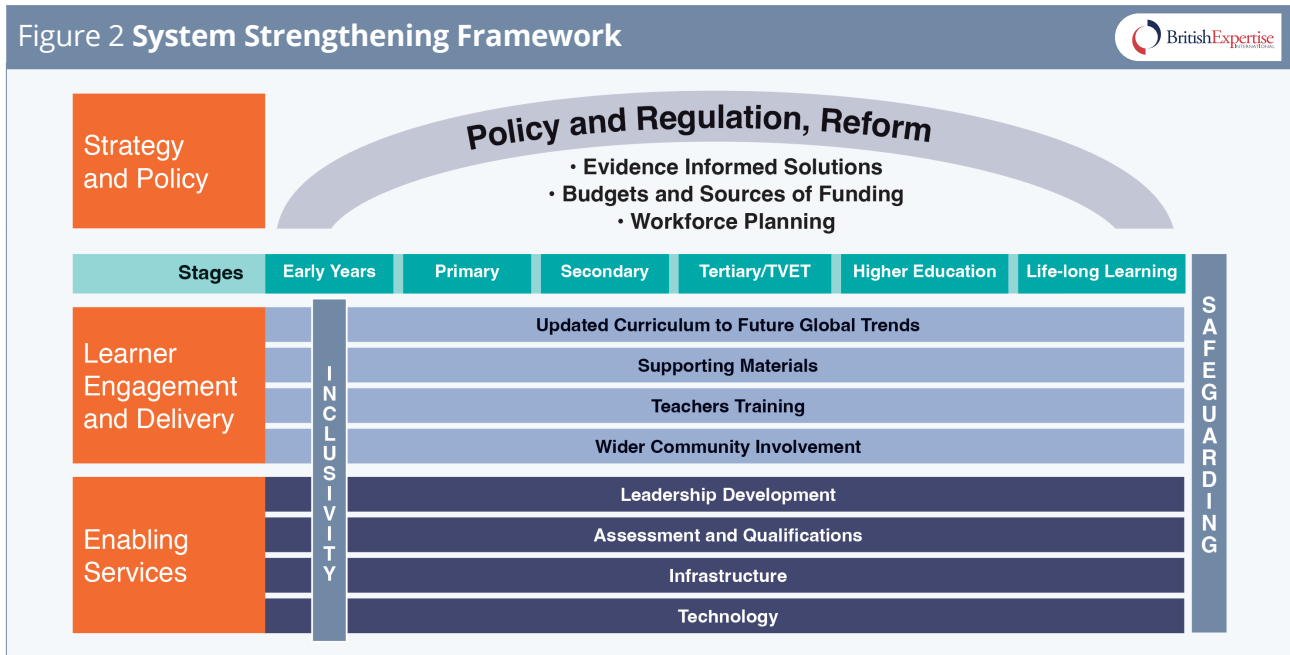 Figure 2 System Strengthening Framework
BritishExpertise
INTERNATIONAL
Strategy
and Policy
Policy and Regulation, Reform
· Evidence Informed Solutions
· Budgets and Sources of Funding
· Workforce Planning
Stages
Early Years
Primary
Secondary
Tertiary/TVET
Higher Education
Life-long Learning
Learner
Engagement
and Delivery
Updated Curriculum to Future Global Trends
Supporting Materials
Teachers Training
Wider Community Involvement
Enabling
Services
Leadership Development
Assessment and Qualifications
Infrastructure
Technology
INCLUSIVITY
SAFEGUARDING